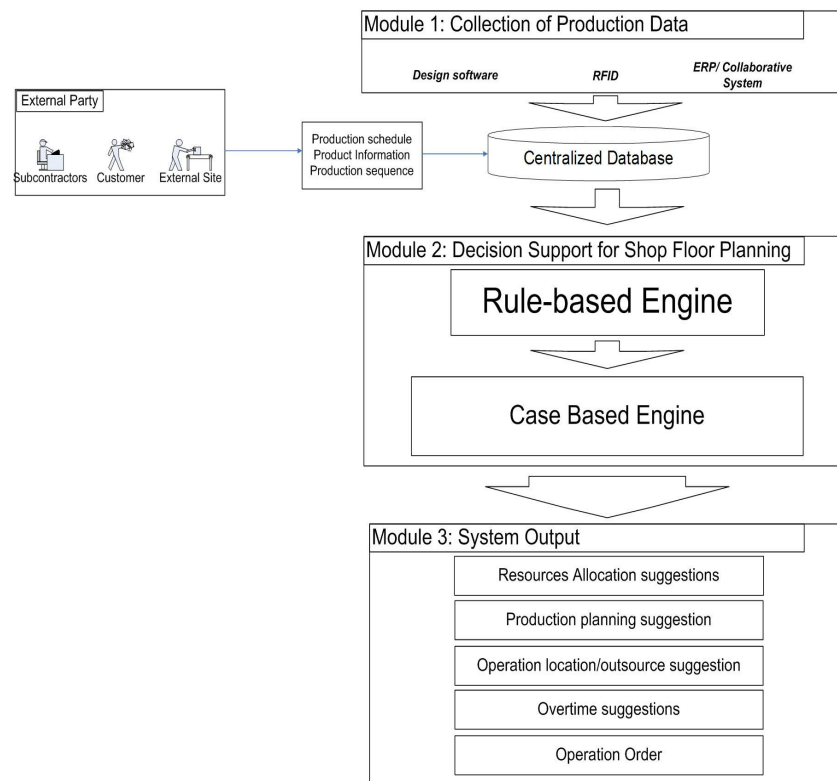 Module 1: Collection of Production Data
Design software
RFID
ERP/ Collaborative
System
External Party
Subcontractors
Customer
External Site
Production schedule
Product Information
Production sequence
Centralized Database
Module 2: Decision Support for Shop Floor Planning
Rule-based Engine
Case Based Engine
Module 3: System Output
Resources Allocation suggestions
Production planning suggestion
Operation location/outsource suggestion
Overtime suggestions
Operation Order